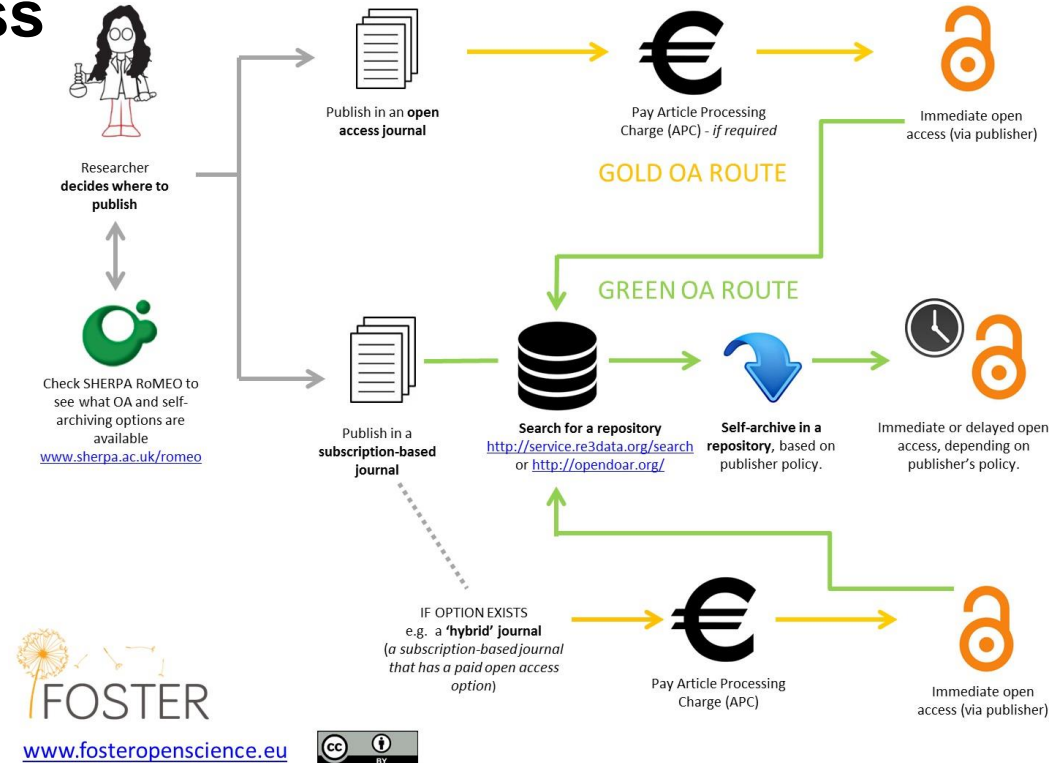 ss
Researcher
decides where to
publish
Check SHERPA RoMEO to
see what OA and self-
archiving options are
available
www.sherpa.ac.uk/romeo
Publish in an open
access journal
Pay Article Processing
Charge (APC) - if required
Immediate open
access (via publisher)
GOLD OA ROUTE
GREEN OA ROUTE
Publish in a
subscription-based
journal
Search for a repository
http://service.re3data.org/search
or http://opendoar.org/
Self-archive in a
repository, based on
publisher policy.
Immediate or delayed open
access, depending on
publisher's policy.
IF OPTION EXISTS
e.g. a 'hybrid' journal
(a subscription-based journal
that has a paid open access
option)
Pay Article Processing
Charge (APC)
Immediate open
access (via publisher)
FOSTER
www.fosteropenscience.eu
cc
BY